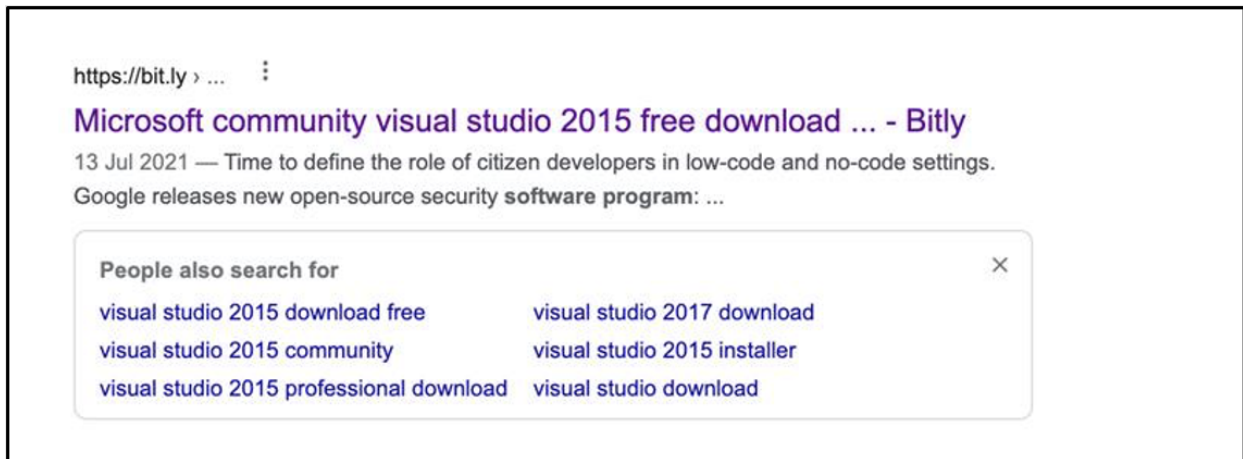 https://bit.ly › ...
Microsoft community visual studio 2015 free download ... - Bitly
13 Jul 2021 — Time to define the role of citizen developers in low-code and no-code settings.
Google releases new open-source security software program: ...
People also search for
visual studio 2015 download free visual studio 2017 download
visual studio 2015 community visual studio 2015 installer
visual studio 2015 professional download visual studio download